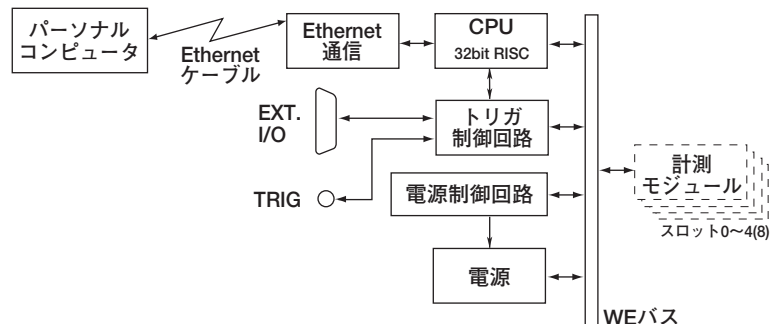 パーソナル
コンピュータ
Ethernet
ケーブル
Ethernet
通信
CPU
32bit RISC
EXT.
I/O
トリガ
制御回路
TRIG
電源制御回路
電源
計測
モジュール
スロット0～4(8)
WEバス